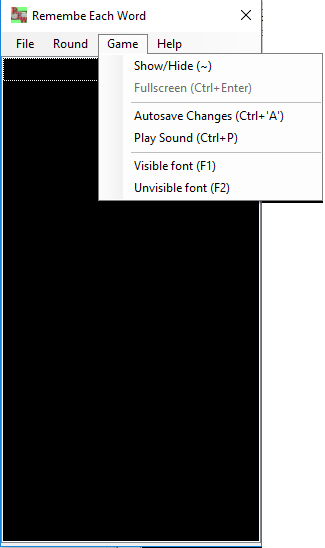 Remembe Each Word
File Round Game Help
Show/Hide (~)
Fullscreen (Ctrl+Enter)
Autosave Changes (Ctrl+'A')
Play Sound (Ctrl+P)
Visible font (F1)
Unvisible font (F2)